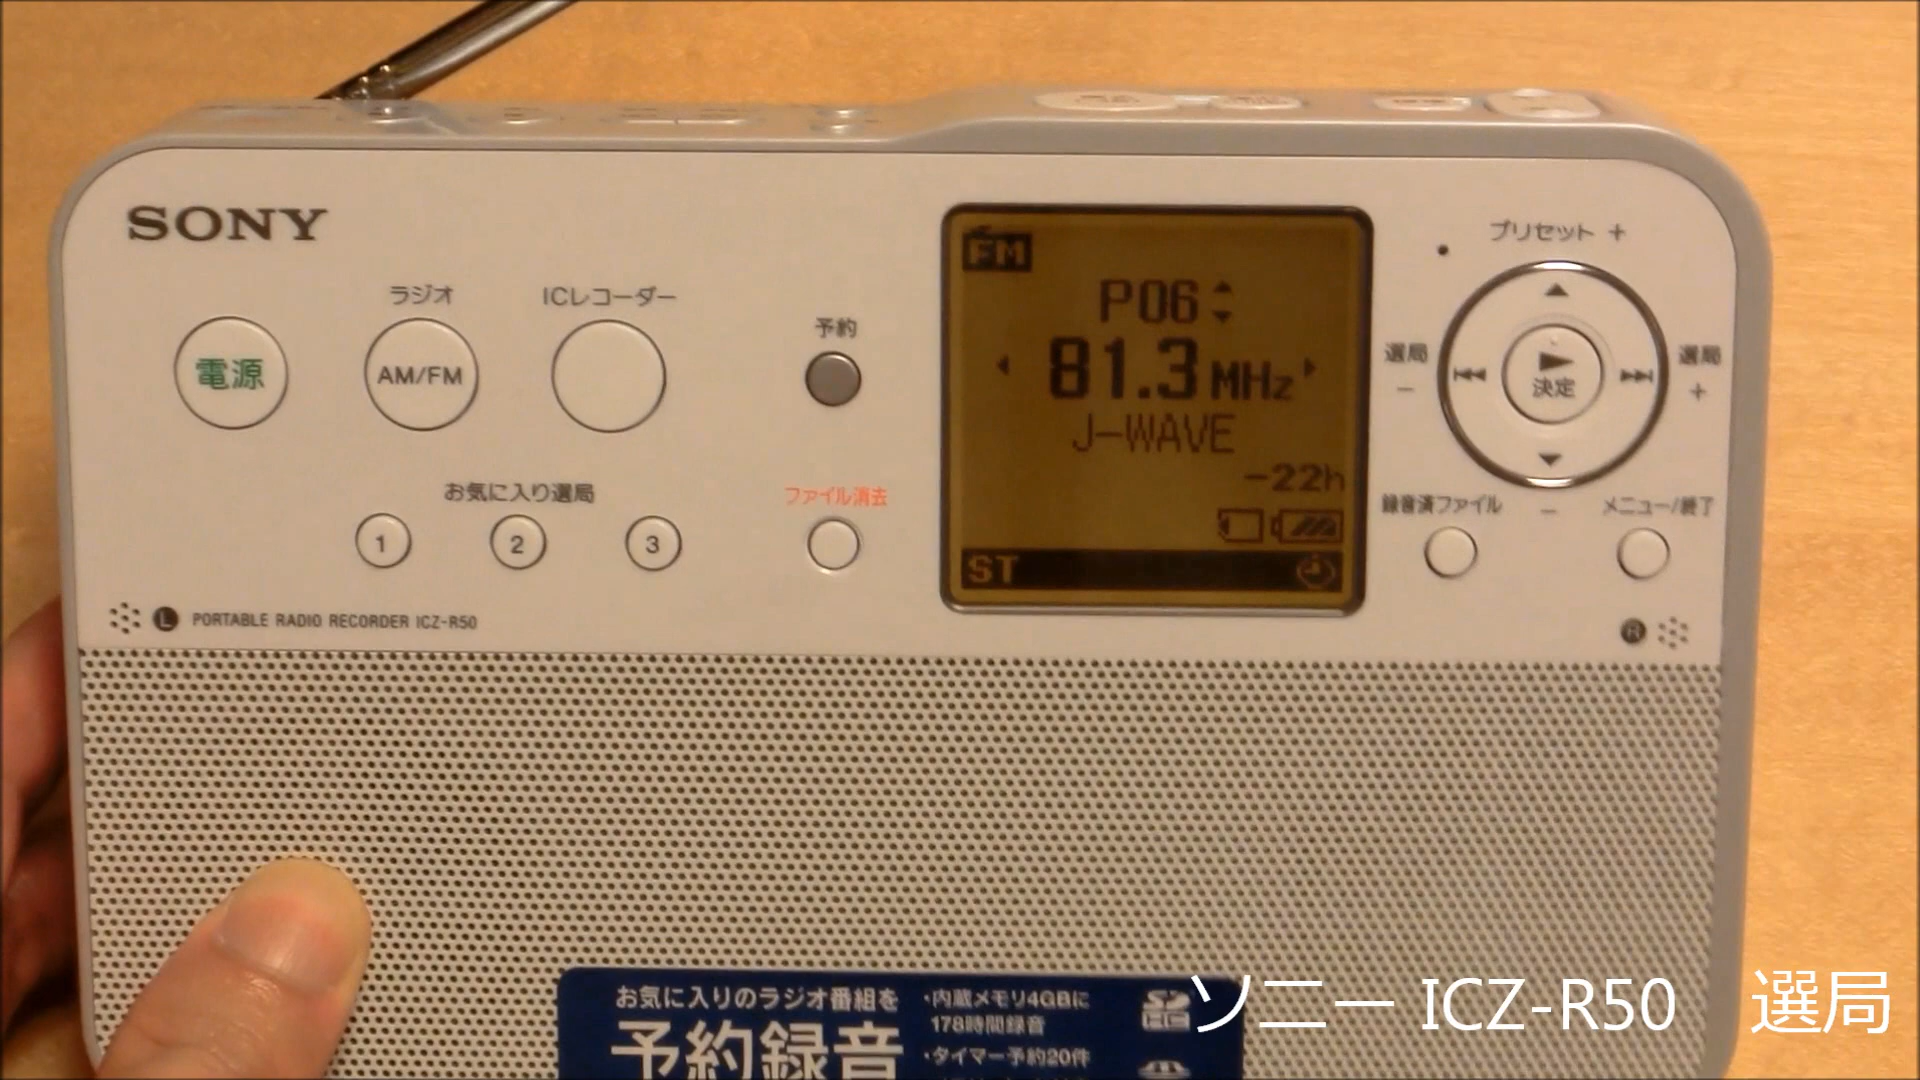 SONY
ラジオ
ICレコーダー
電源
AM/FM
予約
お気に入り選局
1 2 3
ファイル消去
L PORTABLE RADIO RECORDER ICZ-R50
FM
P06
81.3 MHz
J-WAVE
-22h
ST
プリセット +
選局
-
決定
選局
+
-
録音済ファイル
メニュー/終了
R
お気に入りのラジオ番組を
予約録音
・内蔵メモリ4GBに
178時間録音
・タイマー予約20件
SD
HC
ソニー ICZ-R50 選局